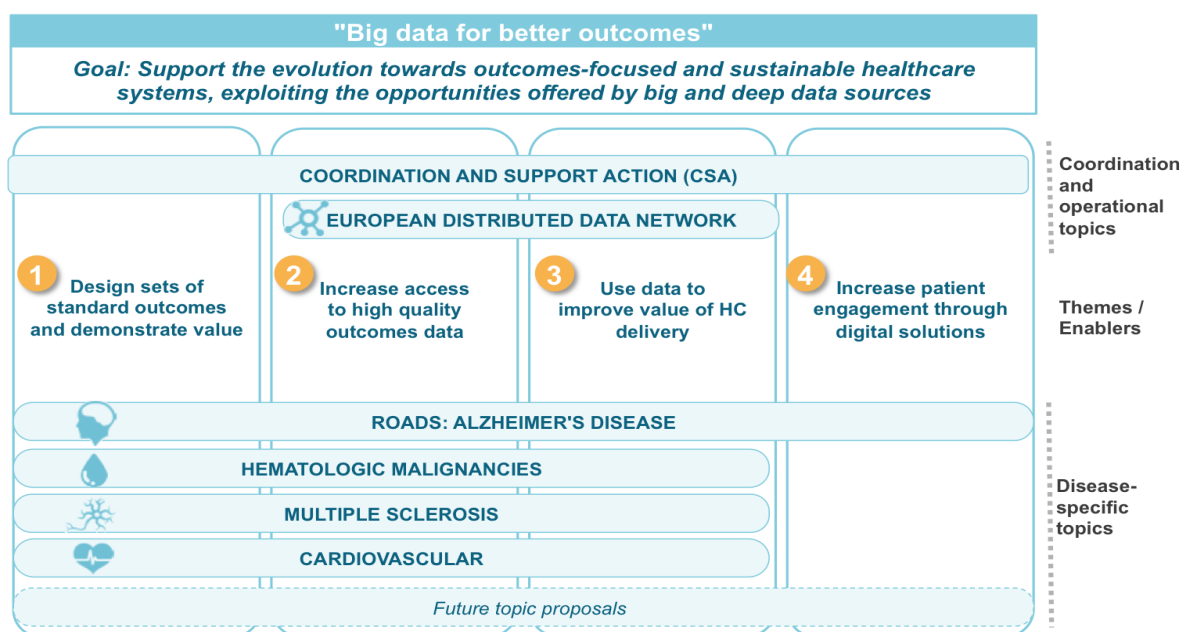 "Big data for better outcomes"
Goal: Support the evolution towards outcomes-focused and sustainable healthcare
systems, exploiting the opportunities offered by big and deep data sources
COORDINATION AND SUPPORT ACTION (CSA)
EUROPEAN DISTRIBUTED DATA NETWORK
Coordination
and
operational
topics
1
Design sets of
standard outcomes
and demonstrate value
2
Increase access
to high quality
outcomes data
3
Use data to
improve value of HC
delivery
4
Increase patient
engagement through
digital solutions
Themes /
Enablers
ROADS: ALZHEIMER'S DISEASE
HEMATOLOGIC MALIGNANCIES
MULTIPLE SCLEROSIS
CARDIOVASCULAR
Future topic proposals
Disease-
specific
topics